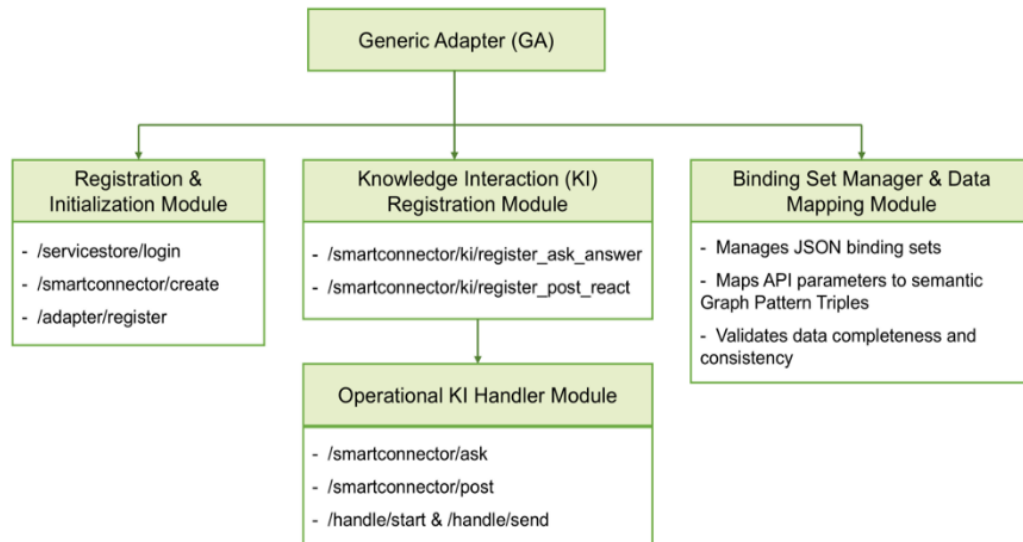 Generic Adapter (GA)
Registration &
Initialization Module
- /servicestore/login
- /smartconnector/create
- /adapter/register
Knowledge Interaction (KI)
Registration Module
- /smartconnector/ki/register_ask_answer
- /smartconnector/ki/register_post_react
Binding Set Manager & Data
Mapping Module
- Manages JSON binding sets
- Maps API parameters to semantic
Graph Pattern Triples
- Validates data completeness and
consistency
Operational KI Handler Module
- /smartconnector/ask
- /smartconnector/post
- /handle/start & /handle/send